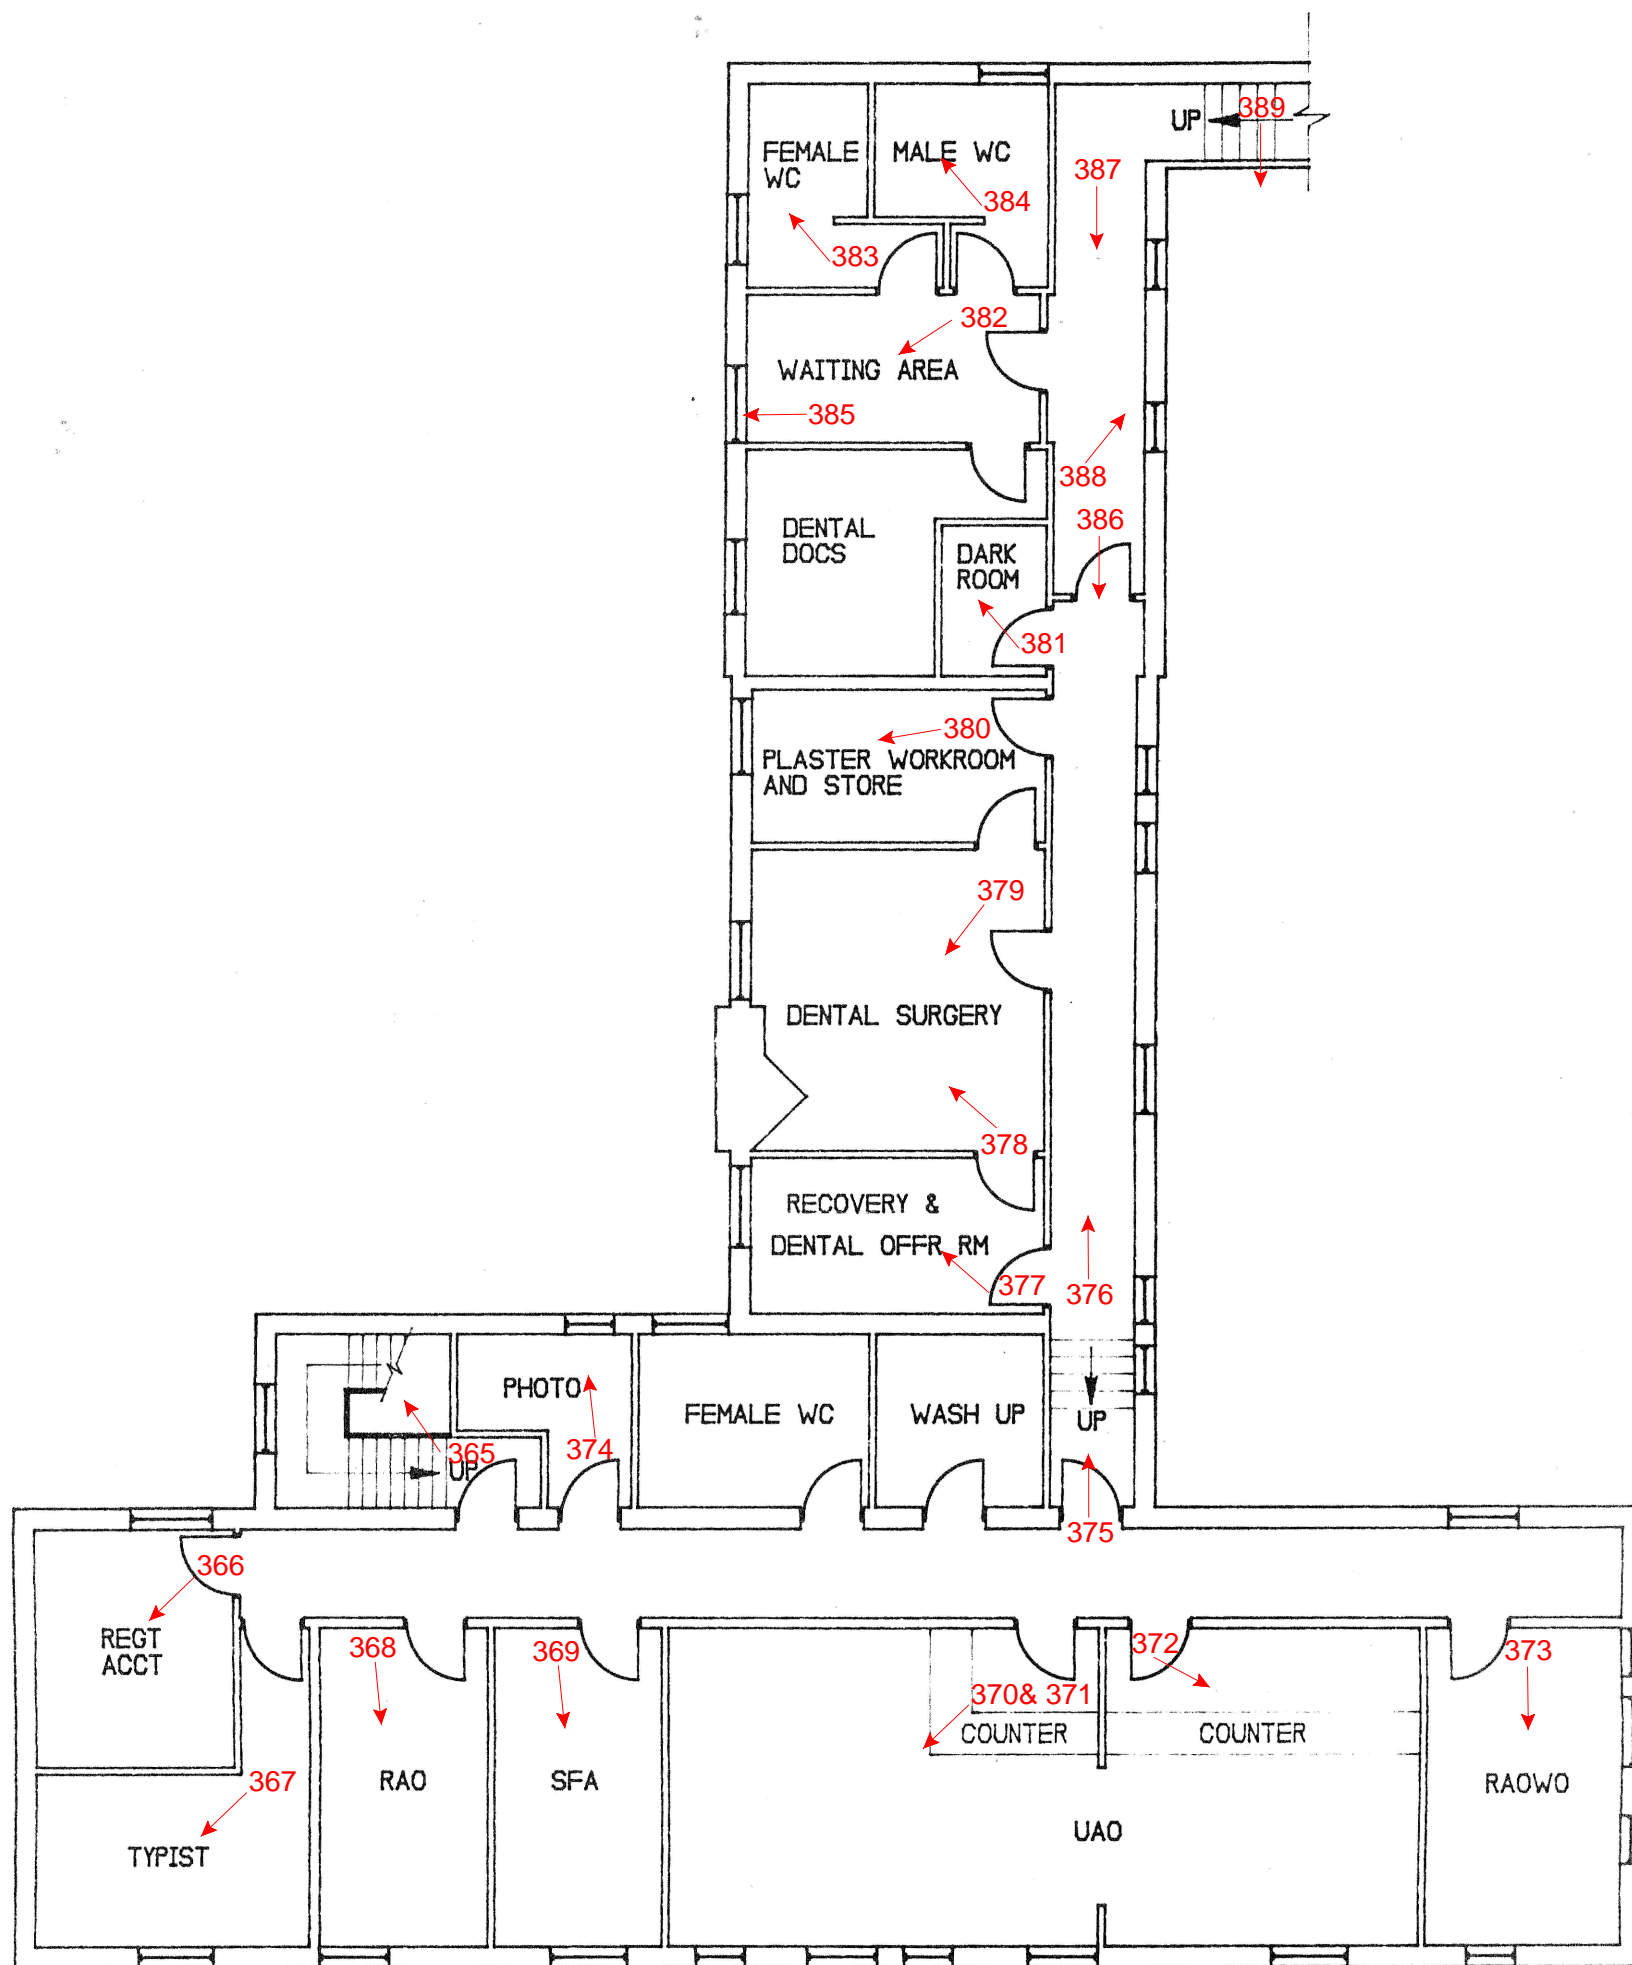 UP
389
FEMALE
WC
MALE WC
387
384
383
382
WAITING AREA
385
388
386
DENTAL
DOCS
DARK
ROOM
381
380
PLASTER WORKROOM
AND STORE
379
DENTAL SURGERY
378
RECOVERY &
DENTAL OFFR RM
377
376
PHOTO
FEMALE WC
WASH UP
UP
365
UP
374
375
366
REGT
ACCT
368
369
372
373
370& 371
COUNTER
COUNTER
367
RAO
SFA
RAOWO
TYPIST
UAO